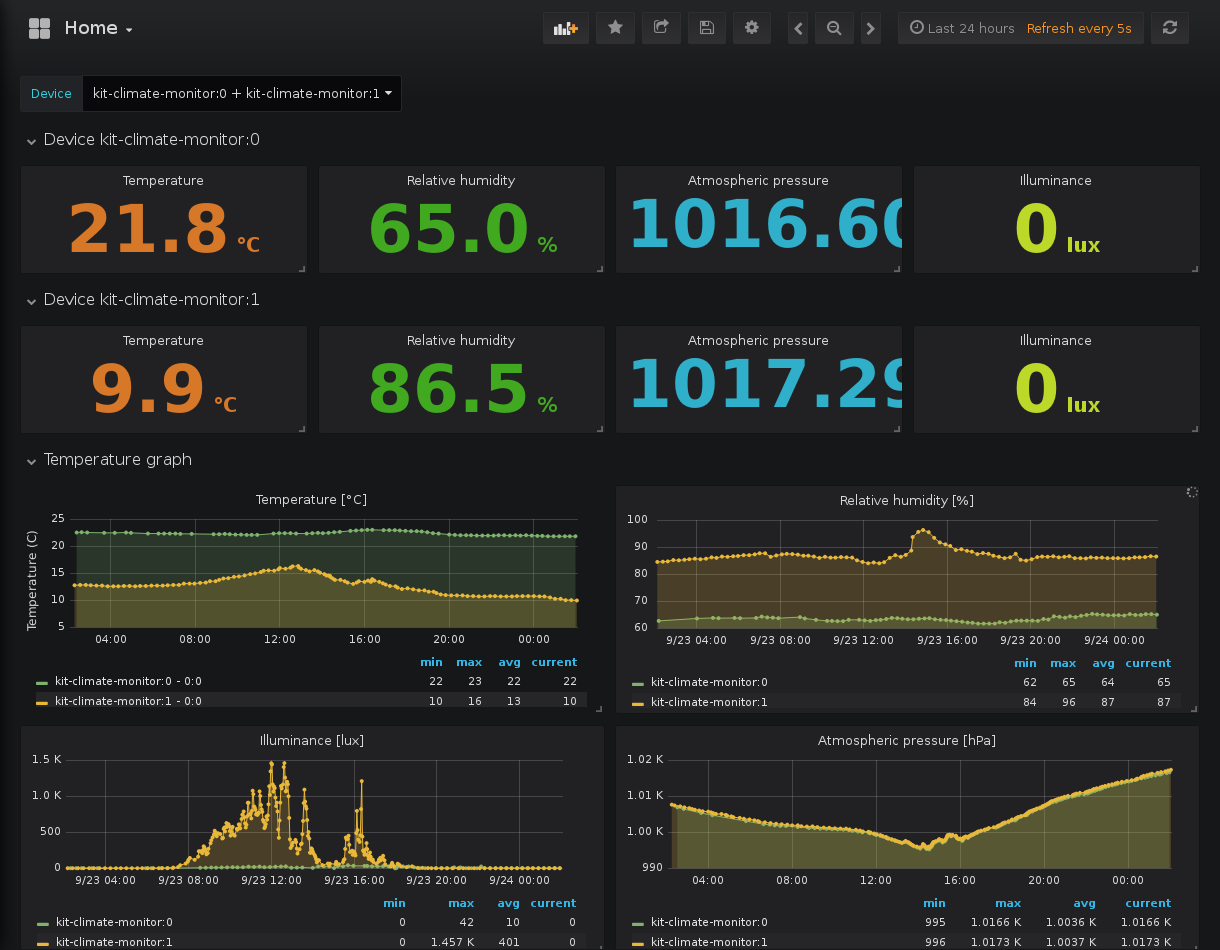 Home
Last 24 hours Refresh every 5s
Device kit-climate-monitor:0 + kit-climate-monitor:1
Device kit-climate-monitor:0
Temperature Relative humidity Atmospheric pressure Illuminance
21.8 °C 65.0 % 1016.60 0 lux
Device kit-climate-monitor:1
Temperature Relative humidity Atmospheric pressure Illuminance
9.9 °C 86.5 % 1017.29 0 lux
Temperature graph
Temperature [°C]
Temperature (C)
25
20
15
10
5
04:00 08:00 12:00 16:00 20:00 00:00
min max avg current
kit-climate-monitor:0 - 0:0 22 23 22 22
kit-climate-monitor:1 - 0:0 10 16 13 10
Relative humidity [%]
100
90
80
70
60
9/23 04:00 9/23 08:00 9/23 12:00 9/23 16:00 9/23 20:00 9/24 00:00
min max avg current
kit-climate-monitor:0 62 65 64 65
kit-climate-monitor:1 84 96 87 87
Illuminance [lux]
1.5 K
1.0 K
500
0
9/23 04:00 9/23 08:00 9/23 12:00 9/23 16:00 9/23 20:00 9/24 00:00
min max avg current
kit-climate-monitor:0 0 42 10 0
kit-climate-monitor:1 0 1.457 K 401 0
Atmospheric pressure [hPa]
1.02 K
1.01 K
1.00 K
990
04:00 08:00 12:00 16:00 20:00 00:00
min max avg current
kit-climate-monitor:0 995 1.0166 K 1.0036 K 1.0166 K
kit-climate-monitor:1 996 1.0173 K 1.0037 K 1.0173 K